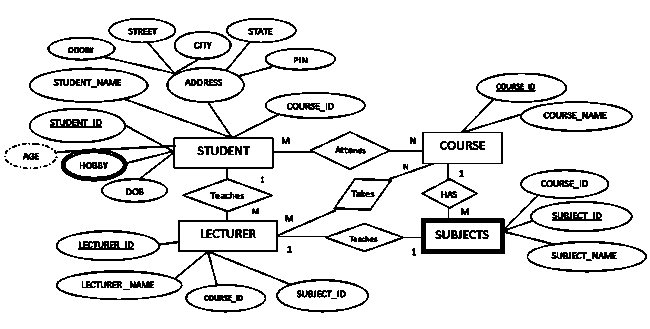 STREET
STATE
CITY
PIN
STUDENT_NAME
ADDRESS
COURSE_ID
COURSE_ID
COURSE_NAME
STUDENT_ID
AGE
HOBBY
DOB
STUDENT
M
Attends
N
COURSE
1
Teaches
M
Takes
N
M
1
HAS
M
COURSE_ID
SUBJECT_ID
SUBJECT_NAME
LECTURER
1
Teaches
1
SUBJECTS
LECTURER_ID
LECTURER_NAME
COURSE_ID
SUBJECT_ID